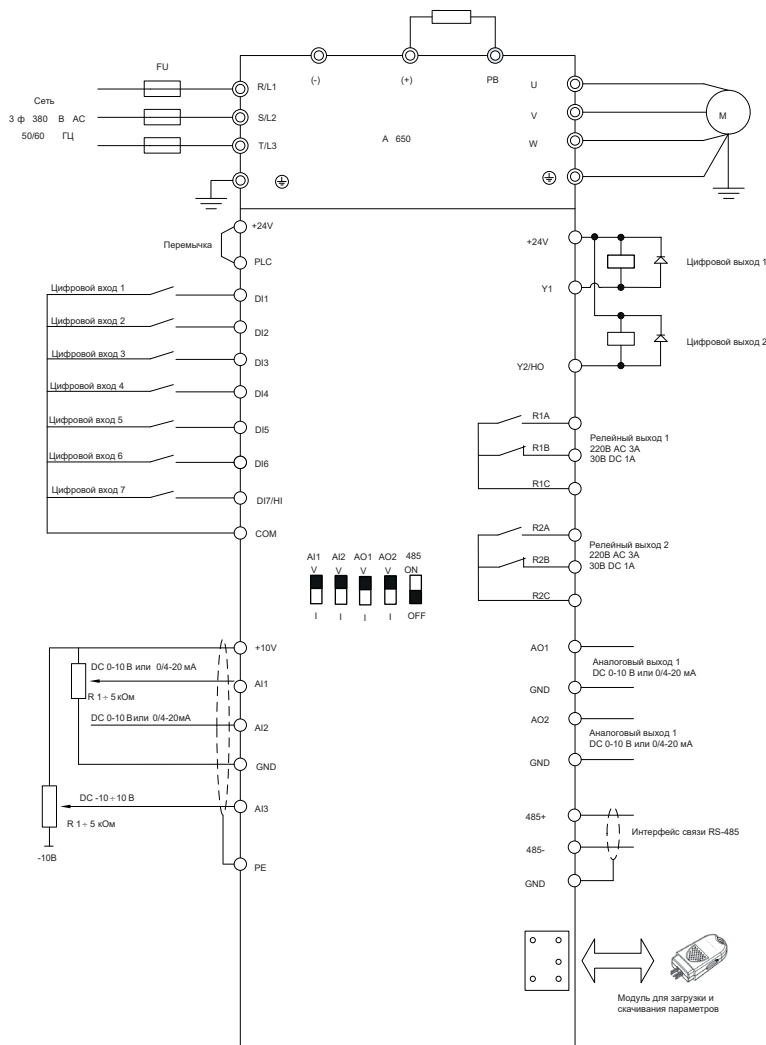 FU
(-)
(+)
PB
R/L1
S/L2
T/L3
Сеть
3 ф 380 В АС
50/60 ГЦ
А 650
U
V
W
M
+24V
Перемычка
PLC
Цифровой вход 1
DI1
Цифровой вход 2
DI2
Цифровой вход 3
DI3
Цифровой вход 4
DI4
Цифровой вход 5
DI5
Цифровой вход 6
DI6
Цифровой вход 7
DI7/HI
COM
+24V
Цифровой выход 1
Y1
Цифровой выход 2
Y2/HO
R1A
R1B
R1C
Релейный выход 1
220В AC 3A
30В DC 1A
R2A
R2B
R2C
Релейный выход 2
220В AC 3A
30В DC 1A
AI1 AI2 AO1 AO2 485
V V V V ON
I I I I OFF
+10V
DC 0-10 В или 0/4-20 мА
AI1
R 1÷ 5 кОм
DC 0-10 В или 0/4-20мА
AI2
GND
DC -10÷10 В
AI3
R 1÷ 5 кОм
-10В
PE
AO1
Аналоговый выход 1
DC 0-10 В или 0/4-20 мА
GND
AO2
Аналоговый выход 1
DC 0-10 В или 0/4-20 мА
GND
485+
Интерфейс связи RS-485
485-
GND
Модуль для загрузки и
скачивания параметров